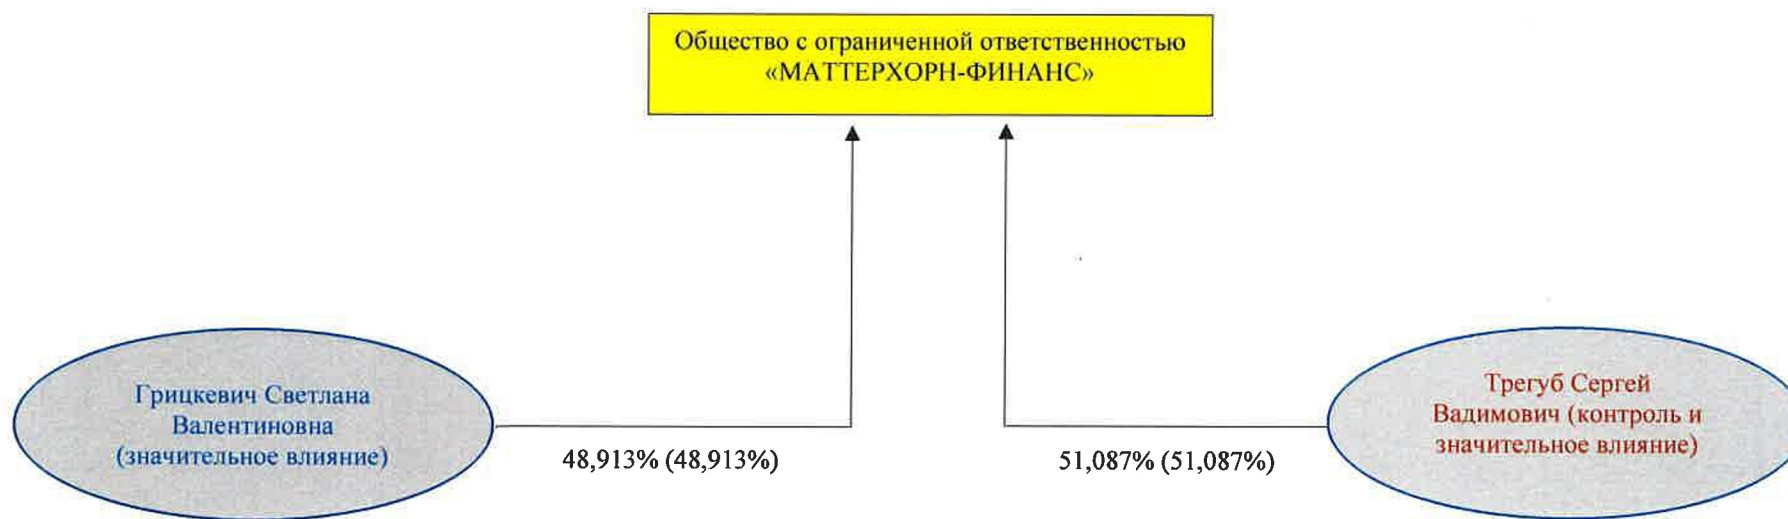 Общество с ограниченной ответственностью
«МАТТЕРХОРН-ФИНАНС»
Грицкевич Светлана
Валентиновна
(значительное влияние)
48,913% (48,913%)
51,087% (51,087%)
Трегуб Сергей
Вадимович (контроль и
значительное влияние)